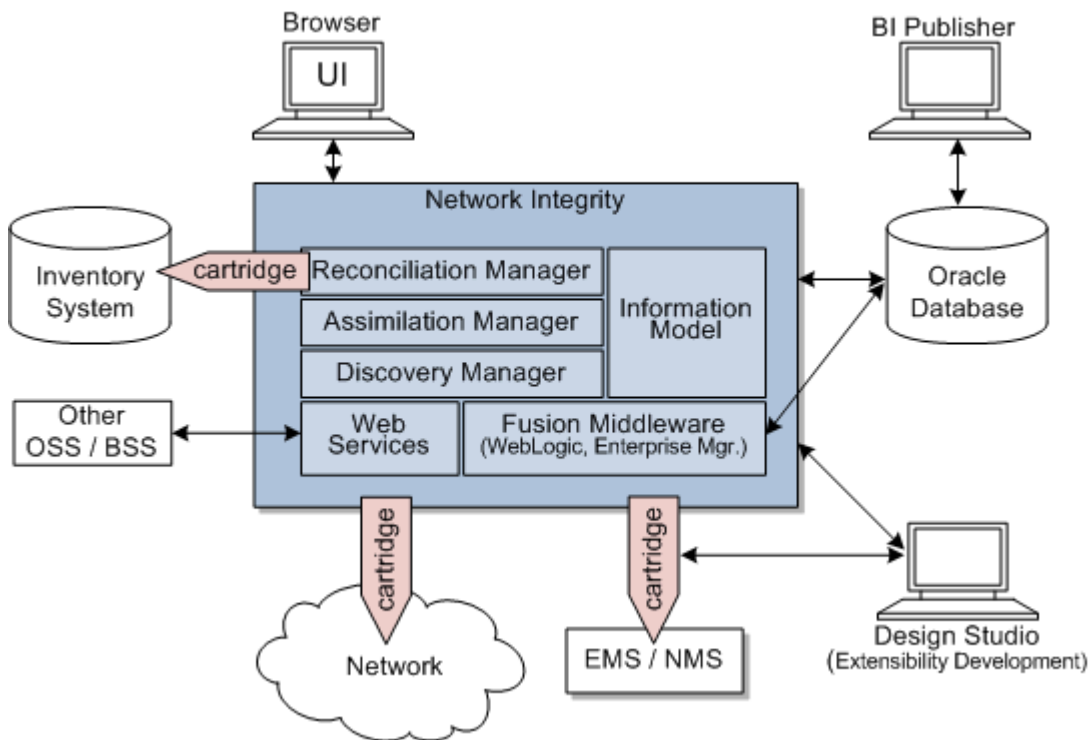 Browser
BI Publisher
UI
Network Integrity
Inventory
System
cartridge
Reconciliation Manager
Assimilation Manager
Discovery Manager
Information
Model
Oracle
Database
Other
OSS / BSS
Web
Services
Fusion Middleware
(WebLogic, Enterprise Mgr.)
cartridge
cartridge
Network
EMS / NMS
Design Studio
(Extensibility Development)